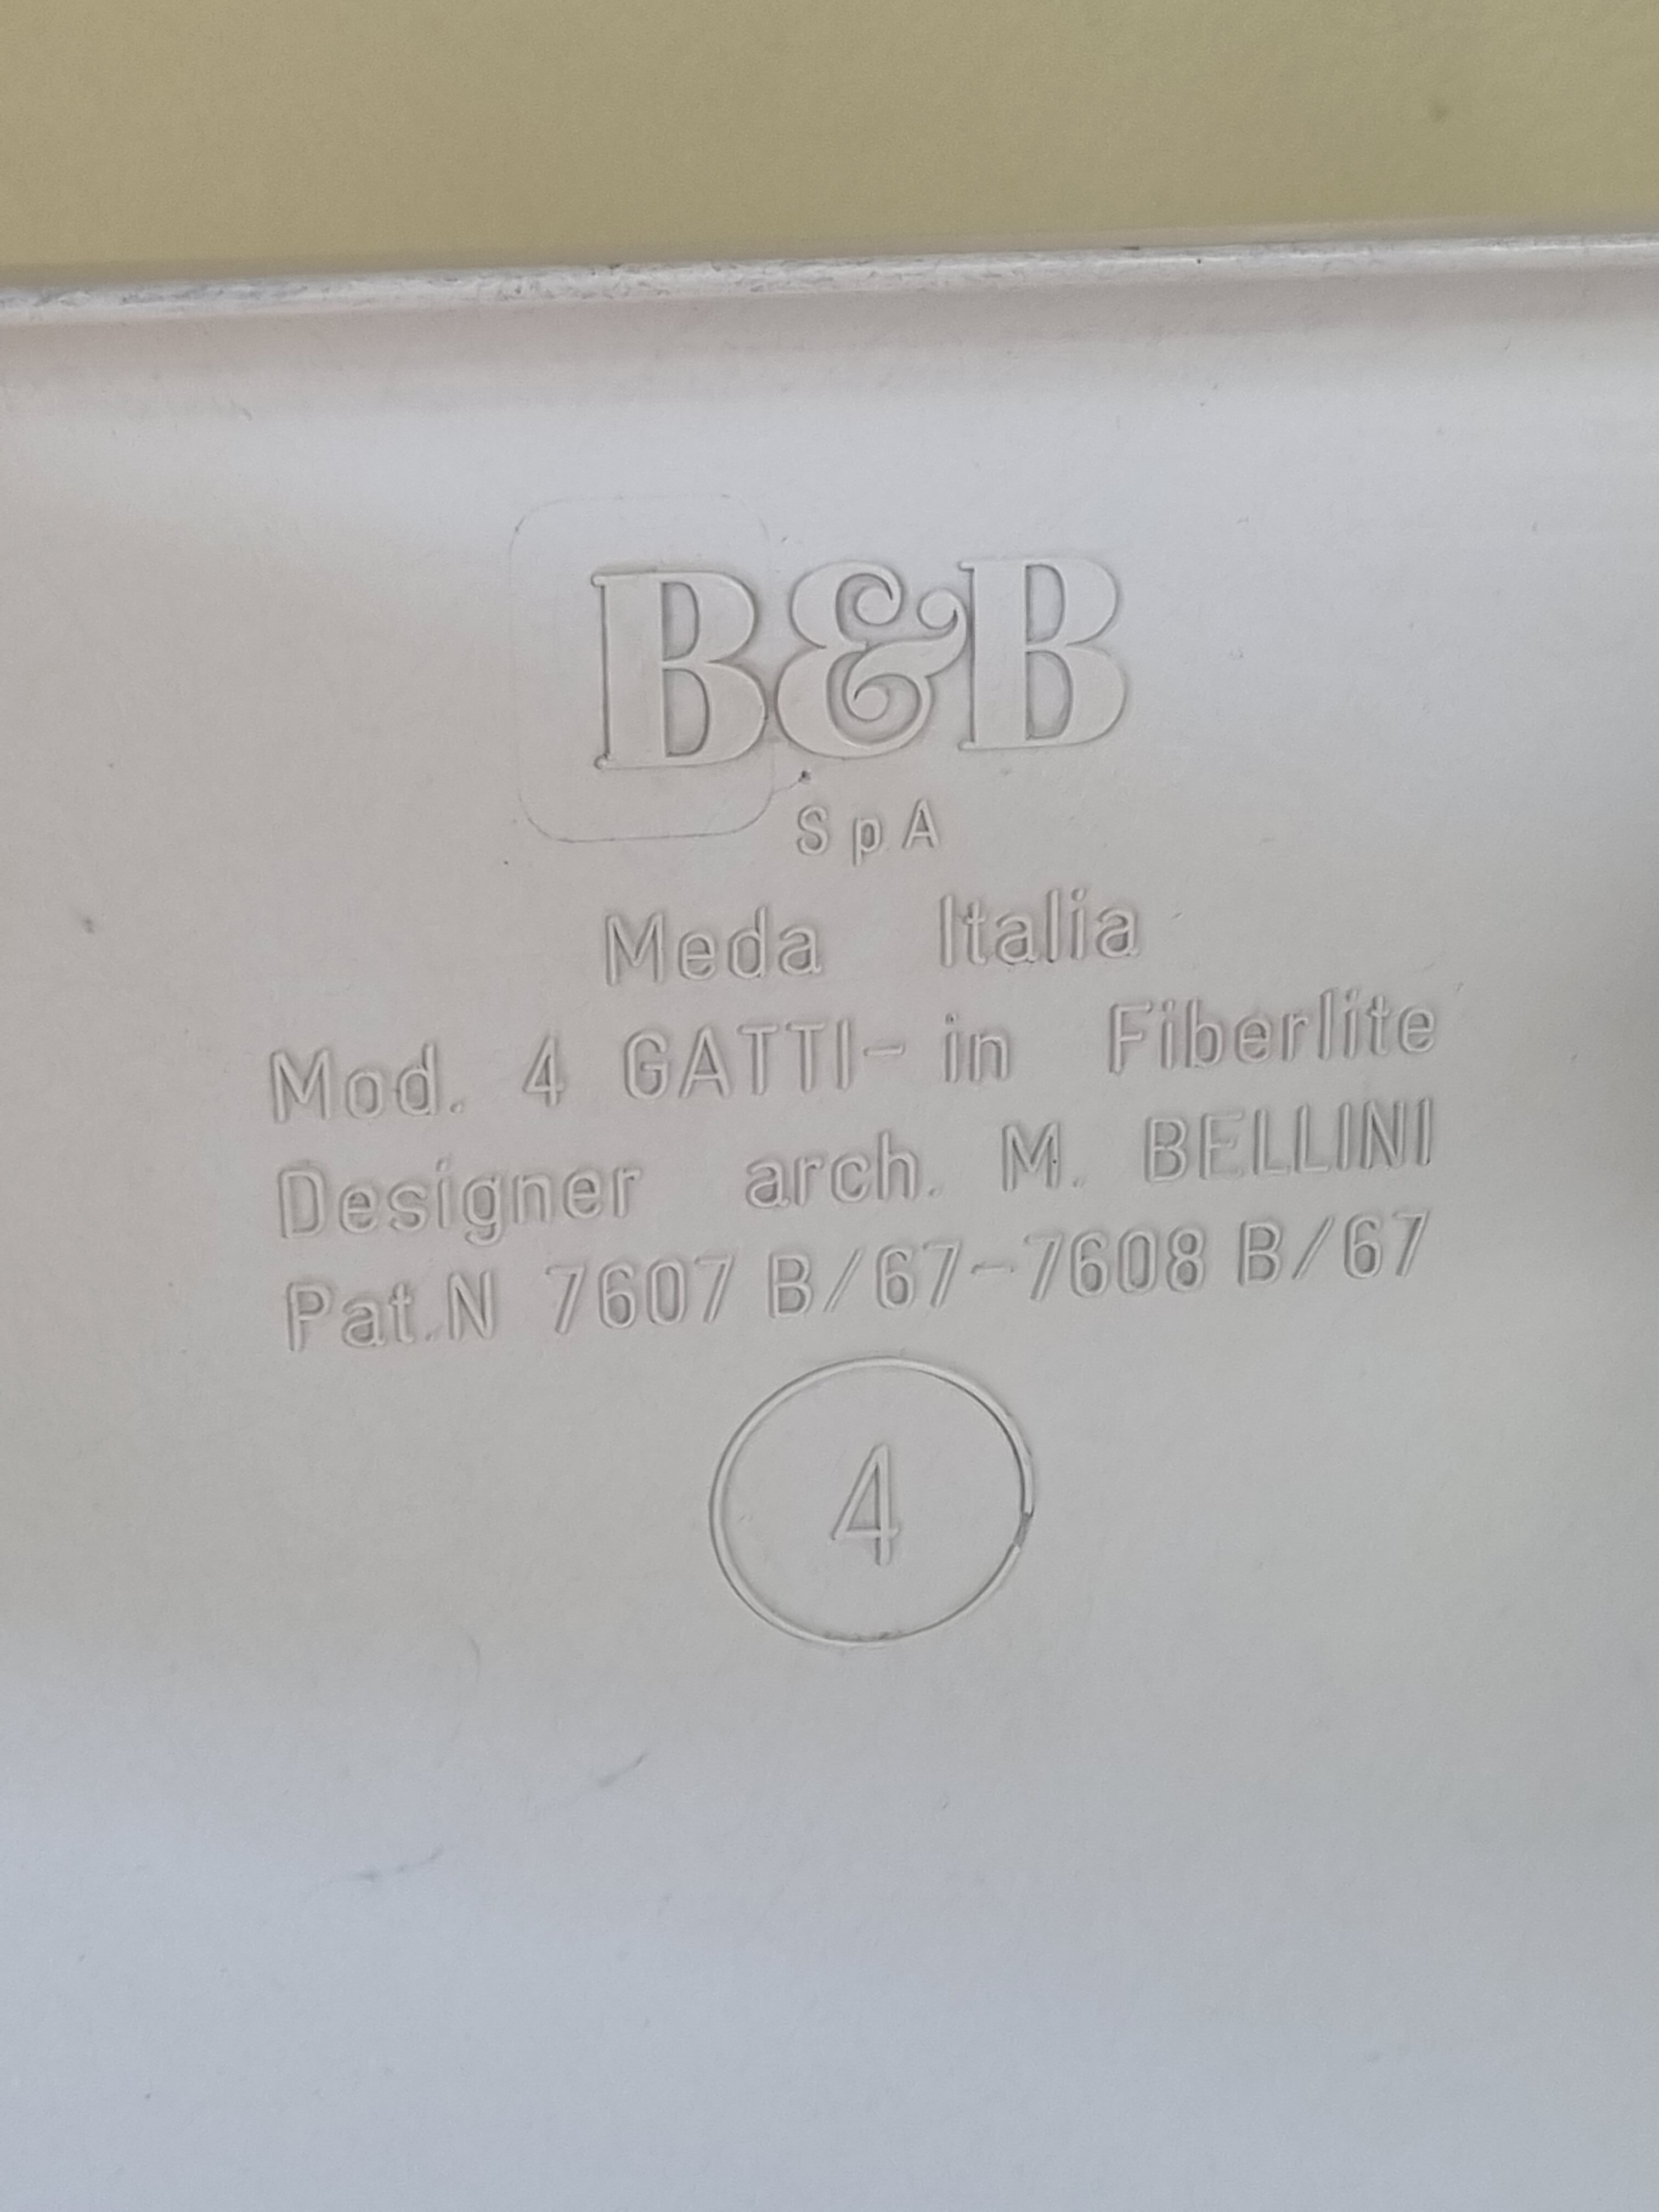 B&B
SpA
Meda Italia
Mod. 4 GATTI- in Fiberlite
Designer arch. M. BELLINI
Pat.N 7607 B/67-7608 B/67
4